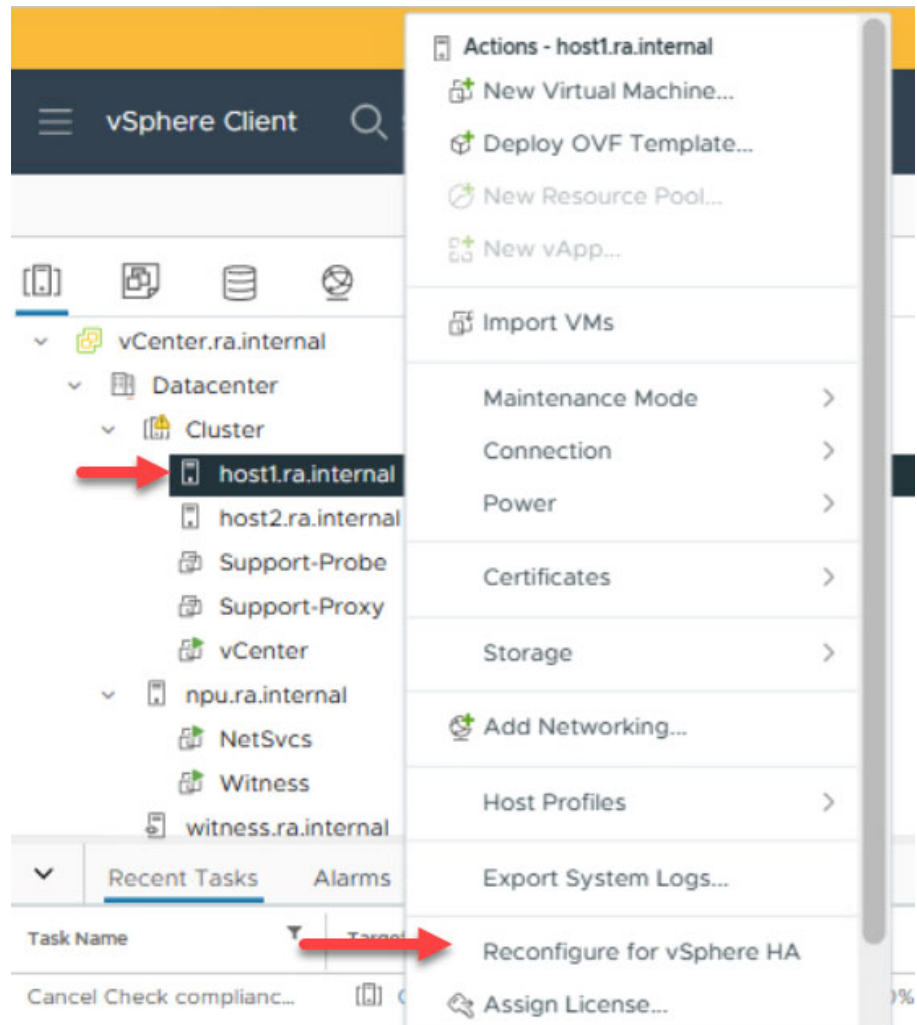 vSphere Client
vCenter.ra.internal
Datacenter
Cluster
host1.ra.internal
host2.ra.internal
Support-Probe
Support-Proxy
vCenter
npu.ra.internal
NetSvcs
Witness
witness.ra.internal
Actions - host1.ra.internal
New Virtual Machine...
Deploy OVF Template...
New Resource Pool...
New vApp...
Import VMs
Maintenance Mode
Connection
Power
Certificates
Storage
Add Networking...
Host Profiles
Export System Logs...
Reconfigure for vSphere HA
Assign License...
Recent Tasks Alarms
Task Name
Cancel Check complianc...